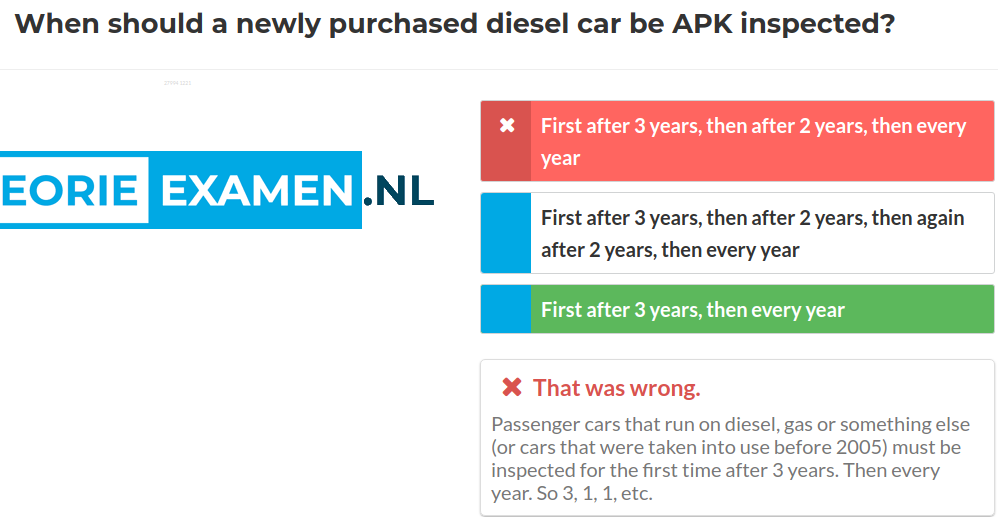 When should a newly purchased diesel car be APK inspected?
EORIE EXAMEN.NL
First after 3 years, then after 2 years, then every
year
First after 3 years, then after 2 years, then again
after 2 years, then every year
First after 3 years, then every year
That was wrong.
Passenger cars that run on diesel, gas or something else
(or cars that were taken into use before 2005) must be
inspected for the first time after 3 years. Then every
year. So 3, 1, 1, etc.